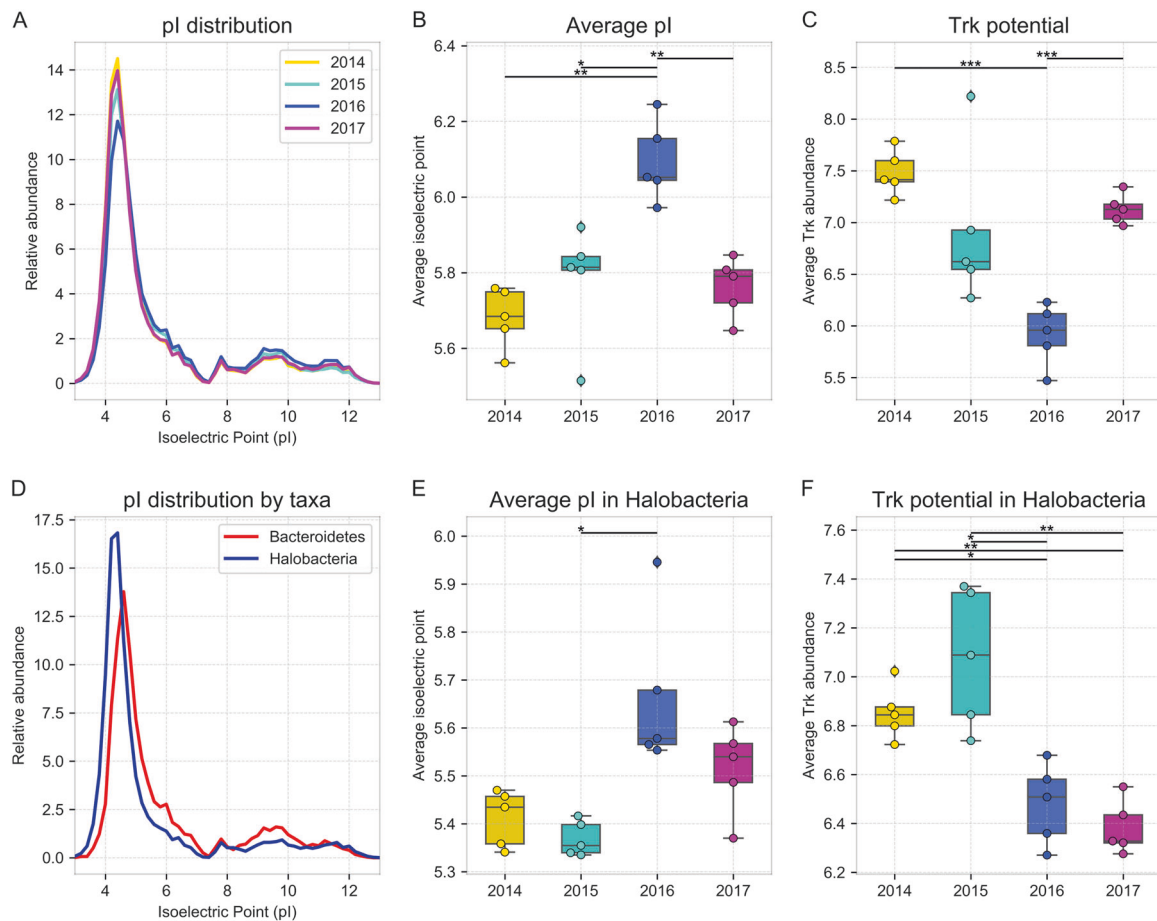 A
pI distribution
2014
2015
2016
2017
Relative abundance
14
12
10
8
6
4
2
0
4 6 8 10 12
Isoelectric Point (pI)
B
Average pI
* ** **
Average isoelectric point
6.4
6.2
6.0
5.8
5.6
2014 2015 2016 2017
C
Trk potential
*** ***
Average Trk abundance
8.5
8.0
7.5
7.0
6.5
6.0
5.5
2014 2015 2016 2017
D
pI distribution by taxa
Bacteroidetes
Halobacteria
Relative abundance
17.5
15.0
12.5
10.0
7.5
5.0
2.5
0.0
4 6 8 10 12
Isoelectric Point (pI)
E
Average pI in Halobacteria
*
Average isoelectric point
6.0
5.9
5.8
5.7
5.6
5.5
5.4
5.3
2014 2015 2016 2017
F
Trk potential in Halobacteria
**
*
**
*
Average Trk abundance
7.6
7.4
7.2
7.0
6.8
6.6
6.4
6.2
2014 2015 2016 2017